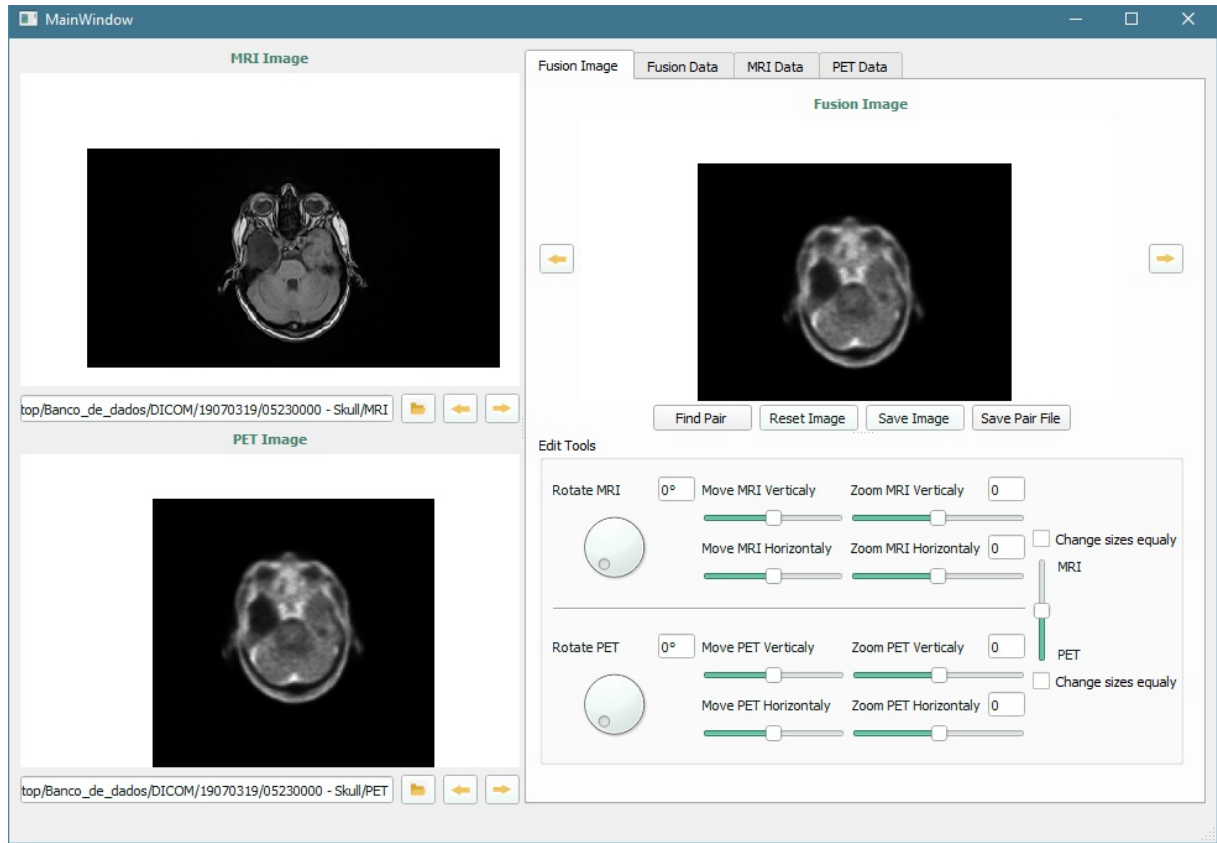 MainWindow
MRI Image
top/Banco_de_dados/DICOM/19070319/05230000 - Skull/MRI
PET Image
top/Banco_de_dados/DICOM/19070319/05230000 - Skull/PET
Fusion Image
Fusion Data
MRI Data
PET Data
Fusion Image
Find Pair
Reset Image
Save Image
Save Pair File
Edit Tools
Rotate MRI
0°
Move MRI Verticaly
Zoom MRI Verticaly
0
Move MRI Horizontaly
Zoom MRI Horizontaly
0
Change sizes equaly
MRI
Rotate PET
0°
Move PET Verticaly
Zoom PET Verticaly
0
PET
Change sizes equaly
Move PET Horizontaly
Zoom PET Horizontaly
0